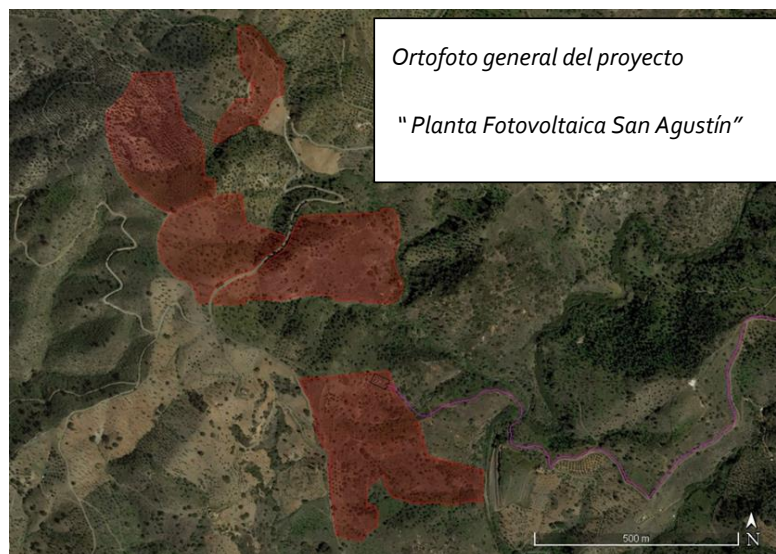 Ortofoto general del proyecto
“ Planta Fotovoltaica San Agustín”
500 m
N